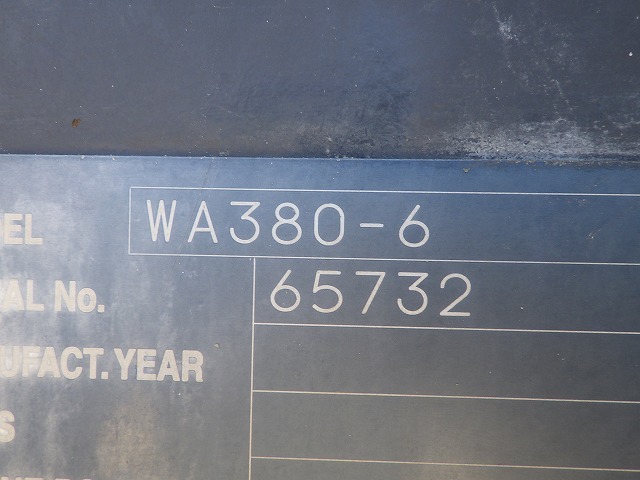 EL WA380-6
AL No. 65732
UFACT. YEAR
S